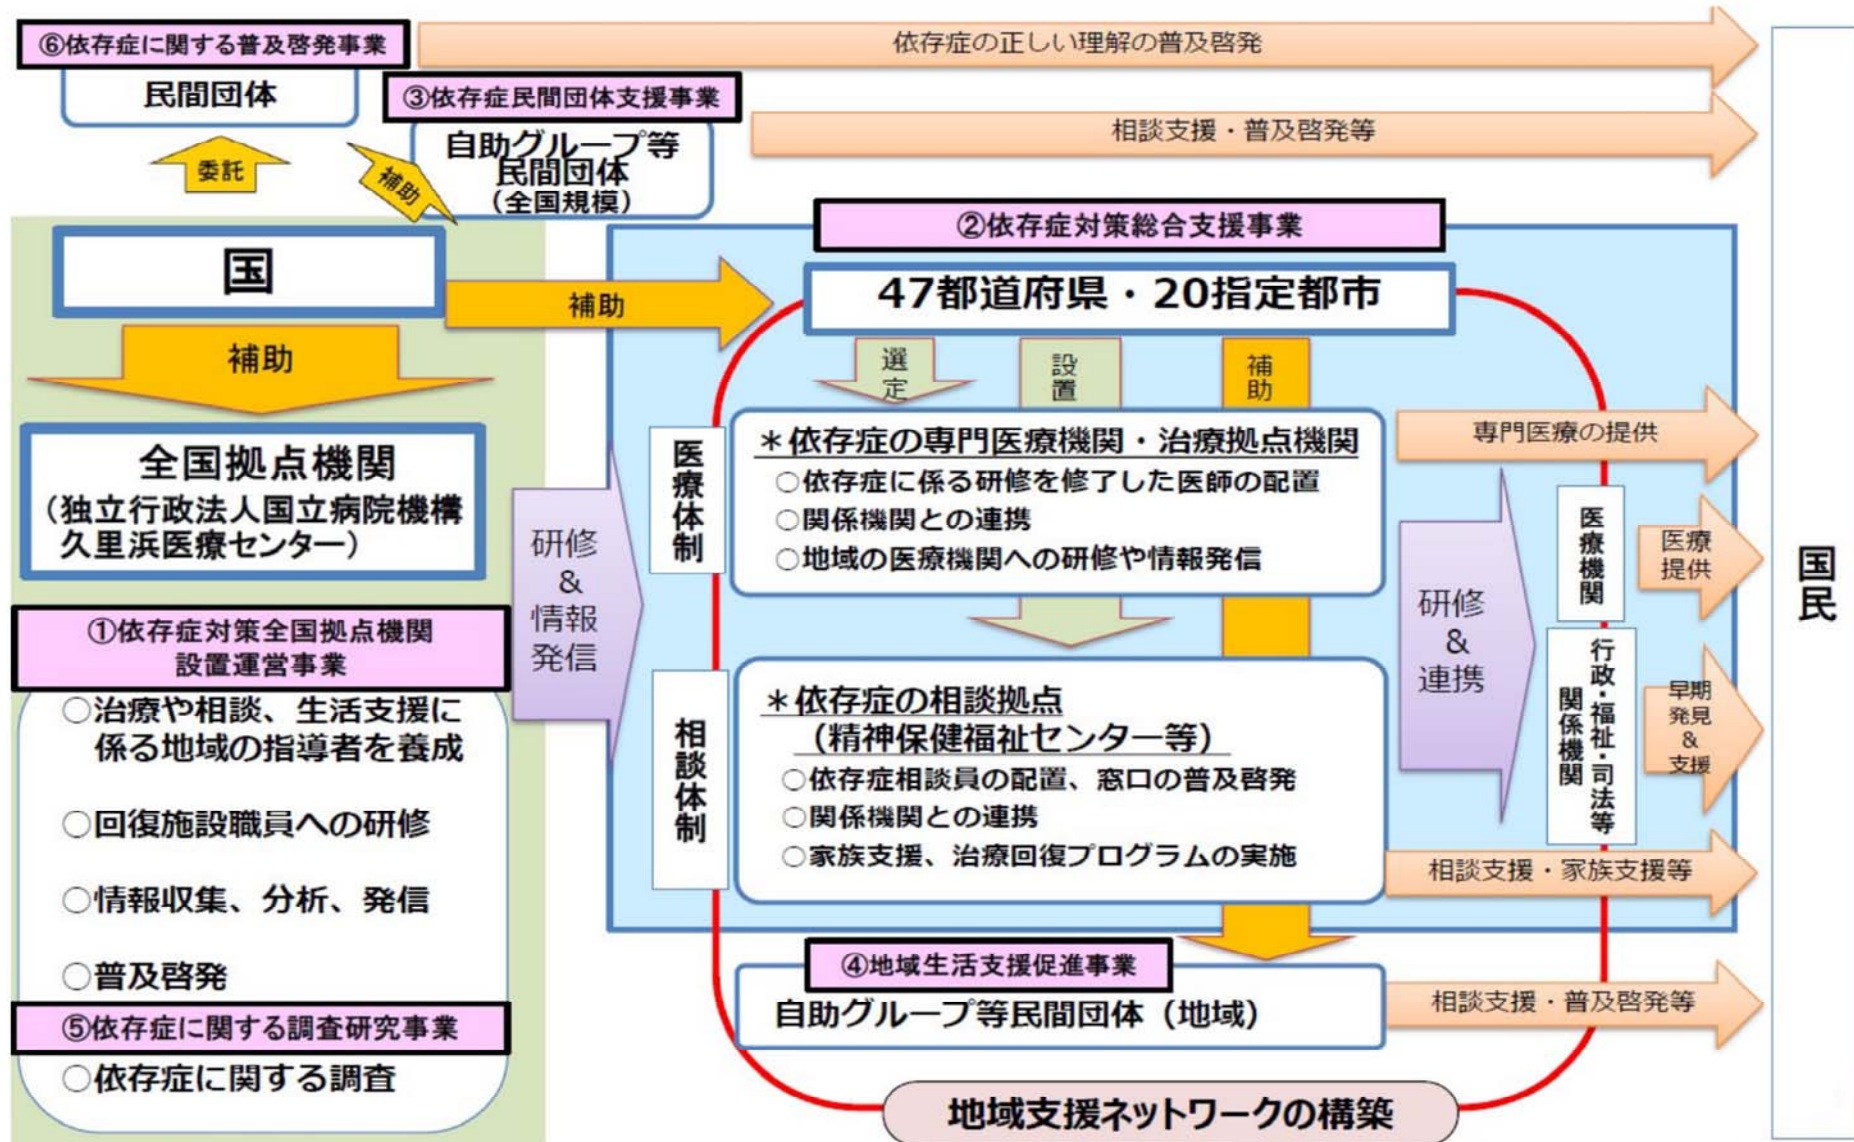 ⑥依存症に関する普及啓発事業
民間団体
依存症の正しい理解の普及啓発
③依存症民間団体支援事業
自助グループ等
民間団体
（全国規模）
相談支援・普及啓発等
委託
補助
国
補助
補助
全国拠点機関
（独立行政法人国立病院機構
久里浜医療センター）
①依存症対策全国拠点機関
設置運営事業
○治療や相談、生活支援に
係る地域の指導者を養成
○回復施設職員への研修
○情報収集、分析、発信
○普及啓発
⑤依存症に関する調査研究事業
○依存症に関する調査
研修
&
情報
発信
②依存症対策総合支援事業
47都道府県・20指定都市
選定
設置
補助
医療体制
＊依存症の専門医療機関・治療拠点機関
○依存症に係る研修を修了した医師の配置
○関係機関との連携
○地域の医療機関への研修や情報発信
相談体制
＊依存症の相談拠点
（精神保健福祉センター等）
○依存症相談員の配置、窓口の普及啓発
○関係機関との連携
○家族支援、治療回復プログラムの実施
研修
&
連携
専門医療の提供
医療機関
医療
提供
行政・福祉・司法等
関係機関
早期
発見
&
支援
相談支援・家族支援等
④地域生活支援促進事業
自助グループ等民間団体（地域）
相談支援・普及啓発等
地域支援ネットワークの構築
国民